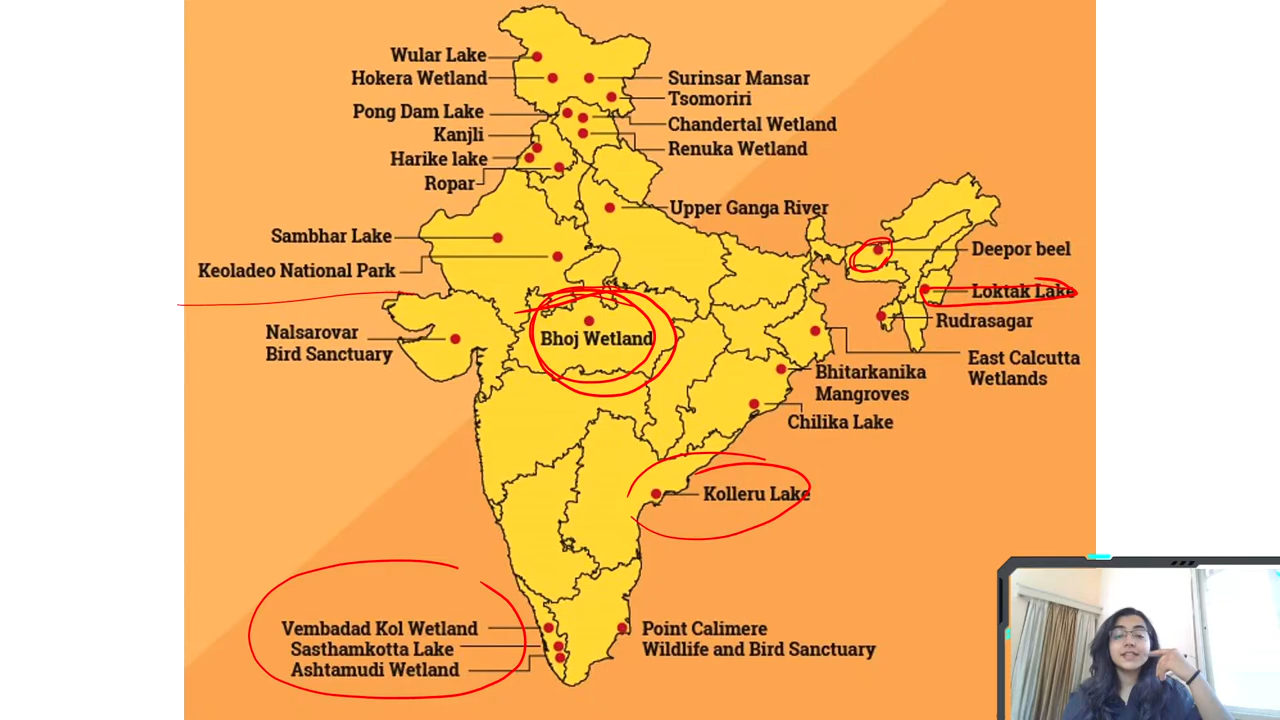 Wular Lake
Hokera Wetland
Surinsar Mansar
Tsomoriri
Pong Dam Lake
Chandertal Wetland
Kanjli
Renuka Wetland
Harike lake
Ropar
Upper Ganga River
Sambhar Lake
Deepor beel
Keoladeo National Park
Loktak Lake
Rudrasagar
Nalsarovar
Bird Sanctuary
Bhoj Wetland
East Calcutta
Wetlands
Bhitarkanika
Mangroves
Chilika Lake
Kolleru Lake
Vembadad Kol Wetland
Sasthamkotta Lake
Ashtamudi Wetland
Point Calimere
Wildlife and Bird Sanctuary